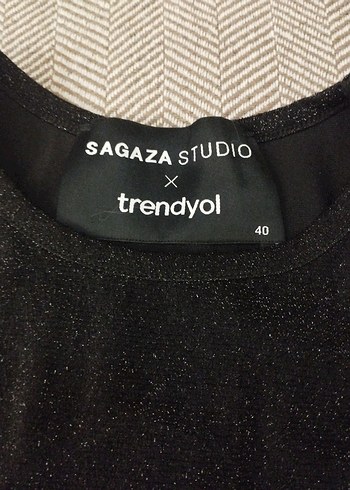 SAGAZA STUDIO
×
trendyol
40